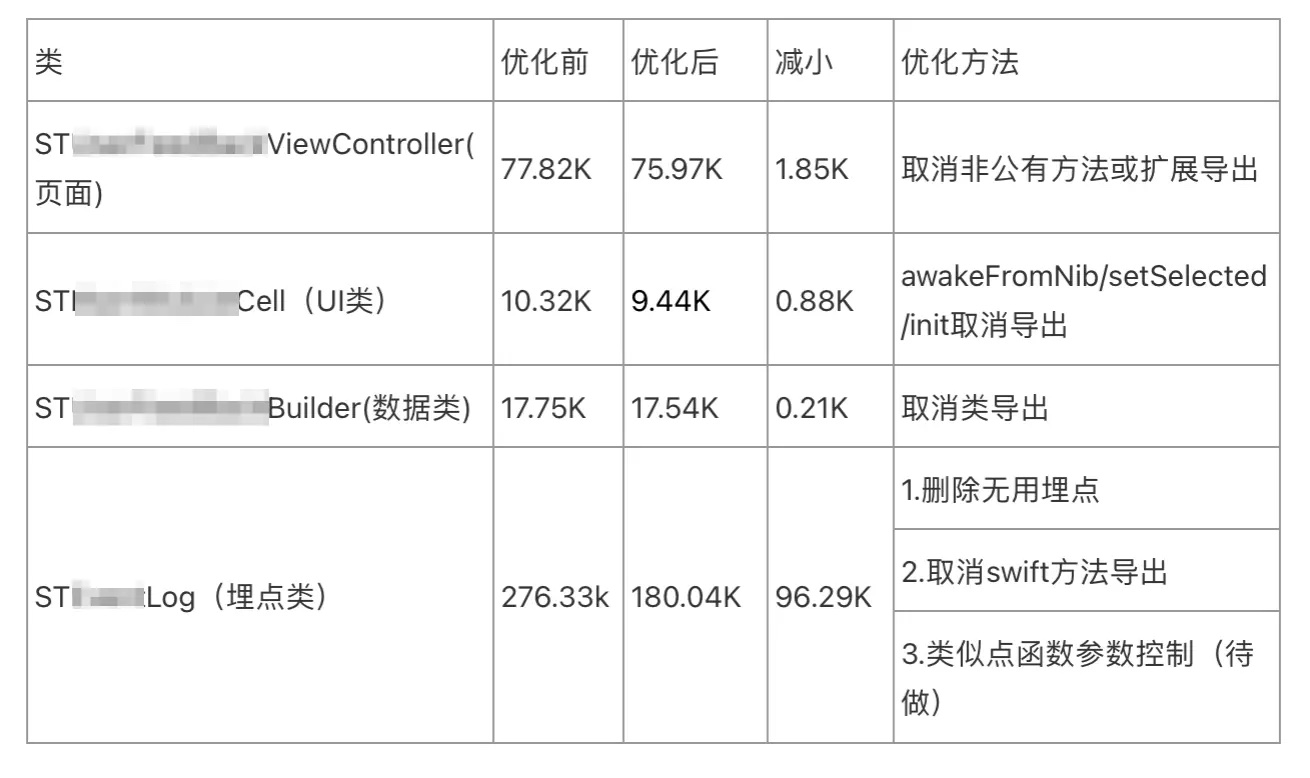 类 优化前 优化后 减小 优化方法
ST ViewController(
页面)
77.82K 75.97K 1.85K 取消非公有方法或扩展导出
ST Cell（UI类）
10.32K 9.44K 0.88K awakeFromNib/setSelected
/init取消导出
ST Builder(数据类) 17.75K 17.54K 0.21K 取消类导出
ST Log（埋点类） 276.33k 180.04K 96.29K
1.删除无用埋点
2.取消swift方法导出
3.类似点函数参数控制（待
做）